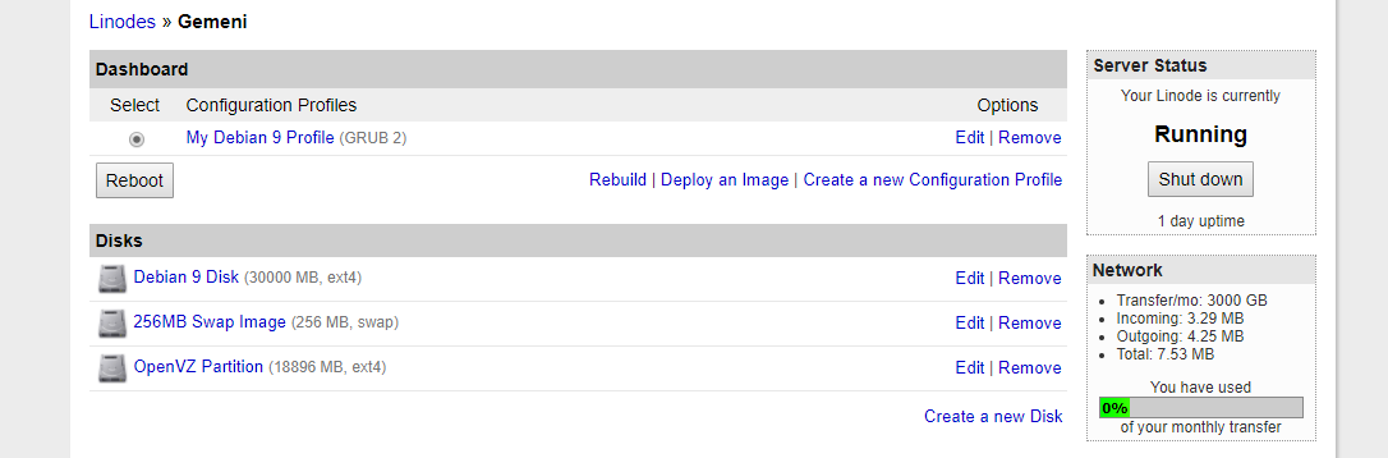 Linodes » Gemeni
Dashboard
Select Configuration Profiles Options
My Debian 9 Profile (GRUB 2) Edit | Remove
Reboot Rebuild | Deploy an Image | Create a new Configuration Profile
Disks
Debian 9 Disk (30000 MB, ext4) Edit | Remove
256MB Swap Image (256 MB, swap) Edit | Remove
OpenVZ Partition (18896 MB, ext4) Edit | Remove
Create a new Disk
Server Status
Your Linode is currently
Running
Shut down
1 day uptime
Network
Transfer/mo: 3000 GB
Incoming: 3.29 MB
Outgoing: 4.25 MB
Total: 7.53 MB
You have used
0%
of your monthly transfer